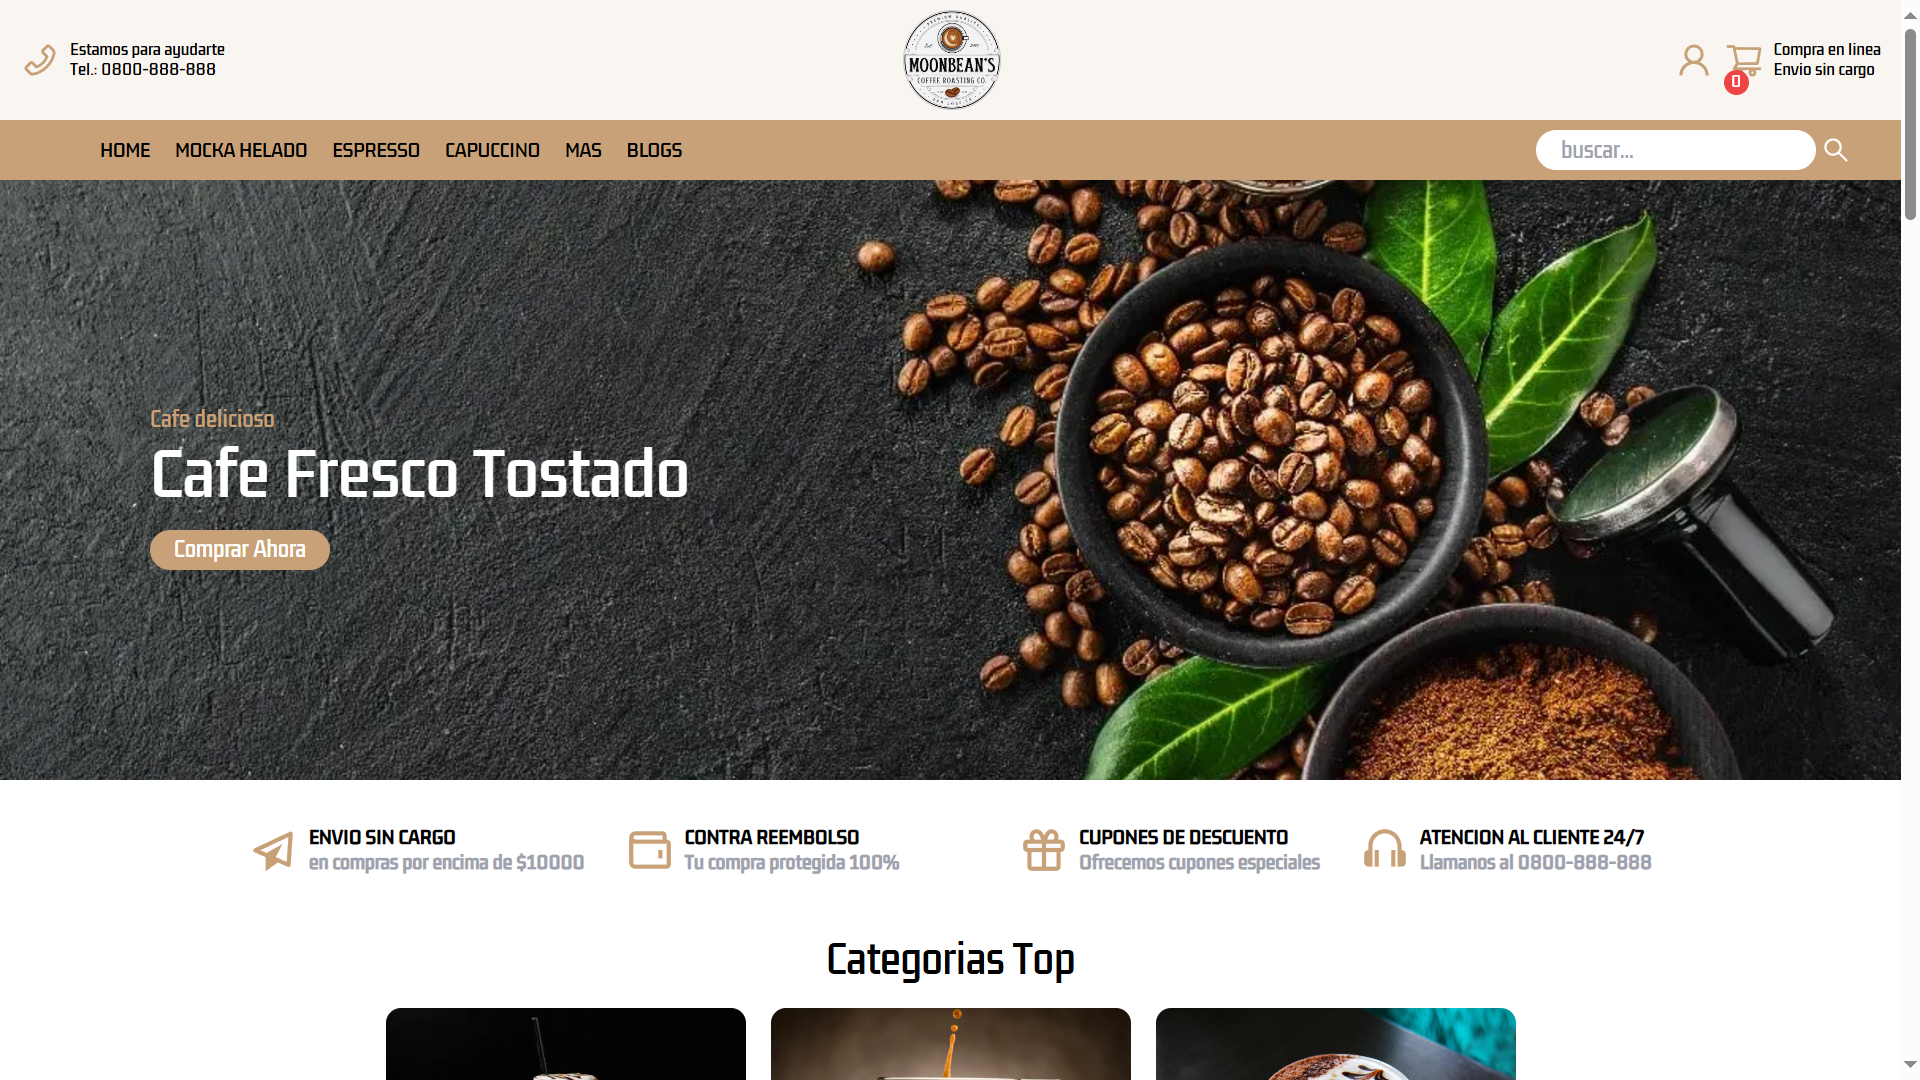 Estamos para ayudarte
Tel.: 0800-888-888
PREMIUM QUALITY
MOONBEAN'S
COFFEE ROASTING CO.
0
Compra en linea
Envio sin cargo
HOME MOCKA HELADO ESPRESSO CAPUCCINO MAS BLOGS
buscar...
Cafe delicioso
Cafe Fresco Tostado
Comprar Ahora
ENVIO SIN CARGO
en compras por encima de $10000
CONTRA REEMBOLSO
Tu compra protegida 100%
CUPONES DE DESCUENTO
Ofrecemos cupones especiales
ATENCION AL CLIENTE 24/7
Llamanos al 0800-888-888
Categorias Top